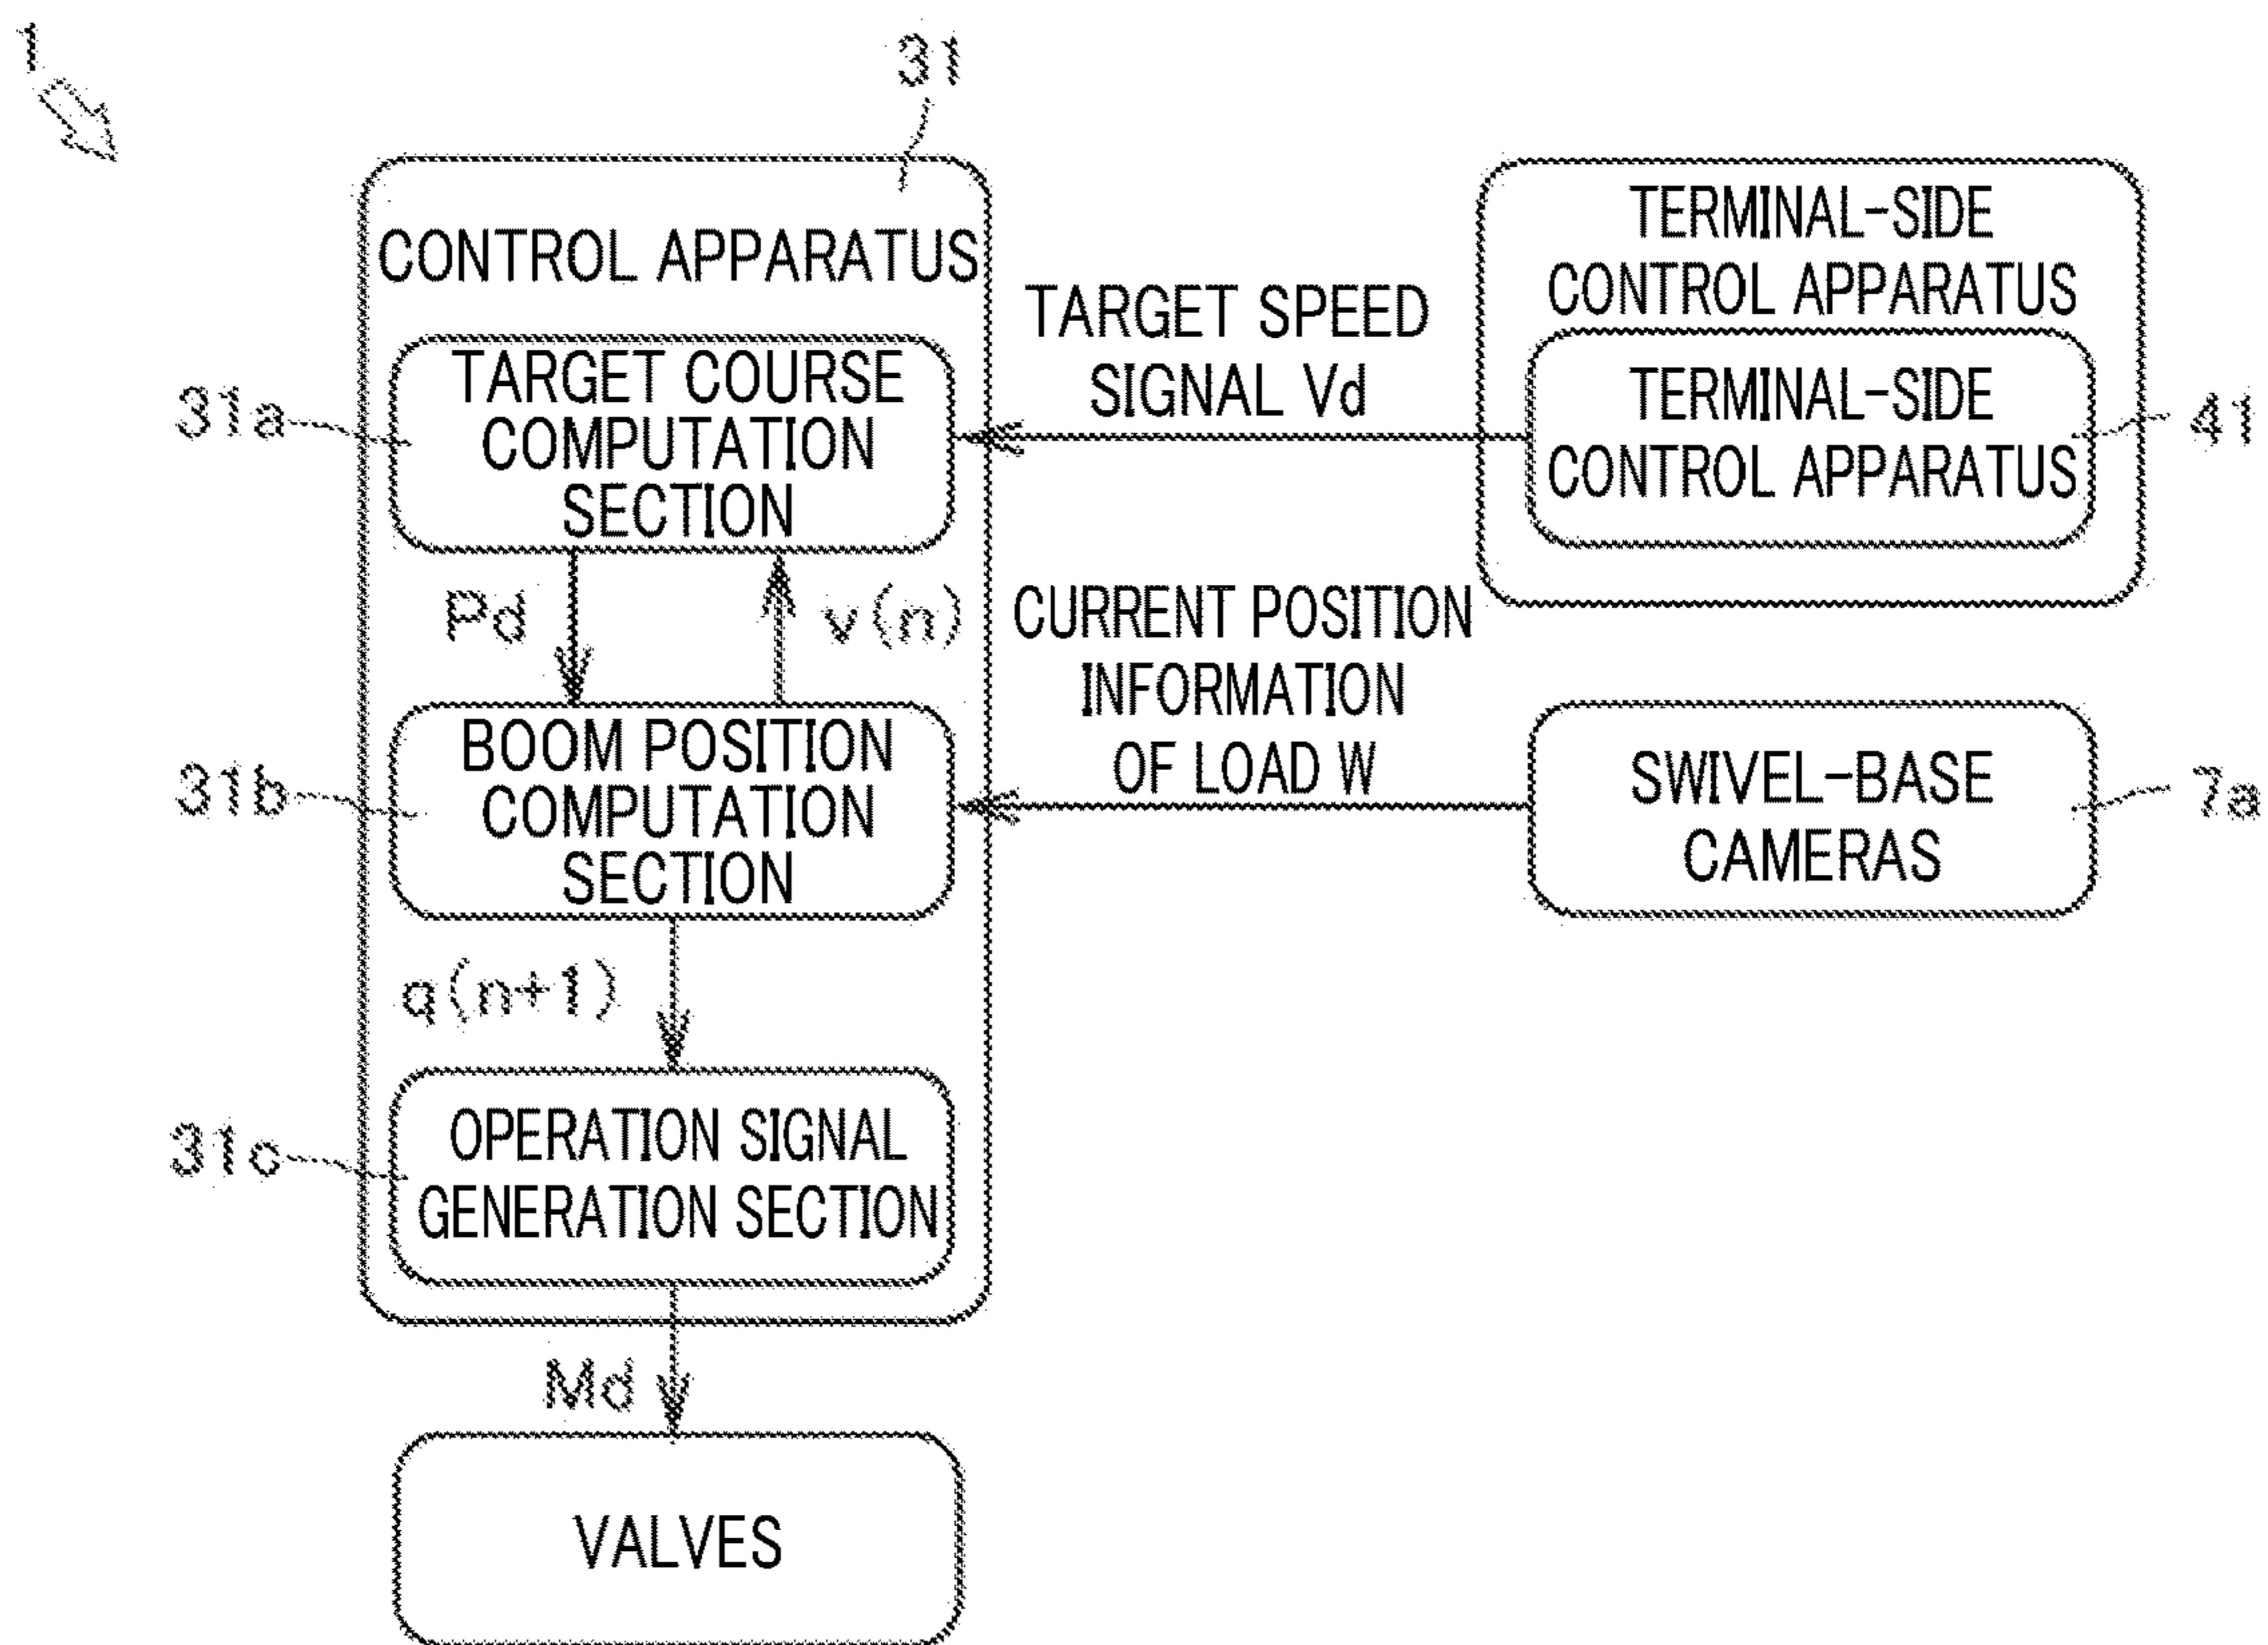 1
31
CONTROL APPARATUS
TARGET COURSE
COMPUTATION
SECTION
31a
Pd
v(n)
BOOM POSITION
COMPUTATION
SECTION
31b
q(n+1)
OPERATION SIGNAL
GENERATION SECTION
31c
Md
VALVES
TARGET SPEED
SIGNAL Vd
CURRENT POSITION
INFORMATION
OF LOAD W
TERMINAL-SIDE
CONTROL APPARATUS
TERMINAL-SIDE
CONTROL APPARATUS
41
SWIVEL-BASE
CAMERAS
7a